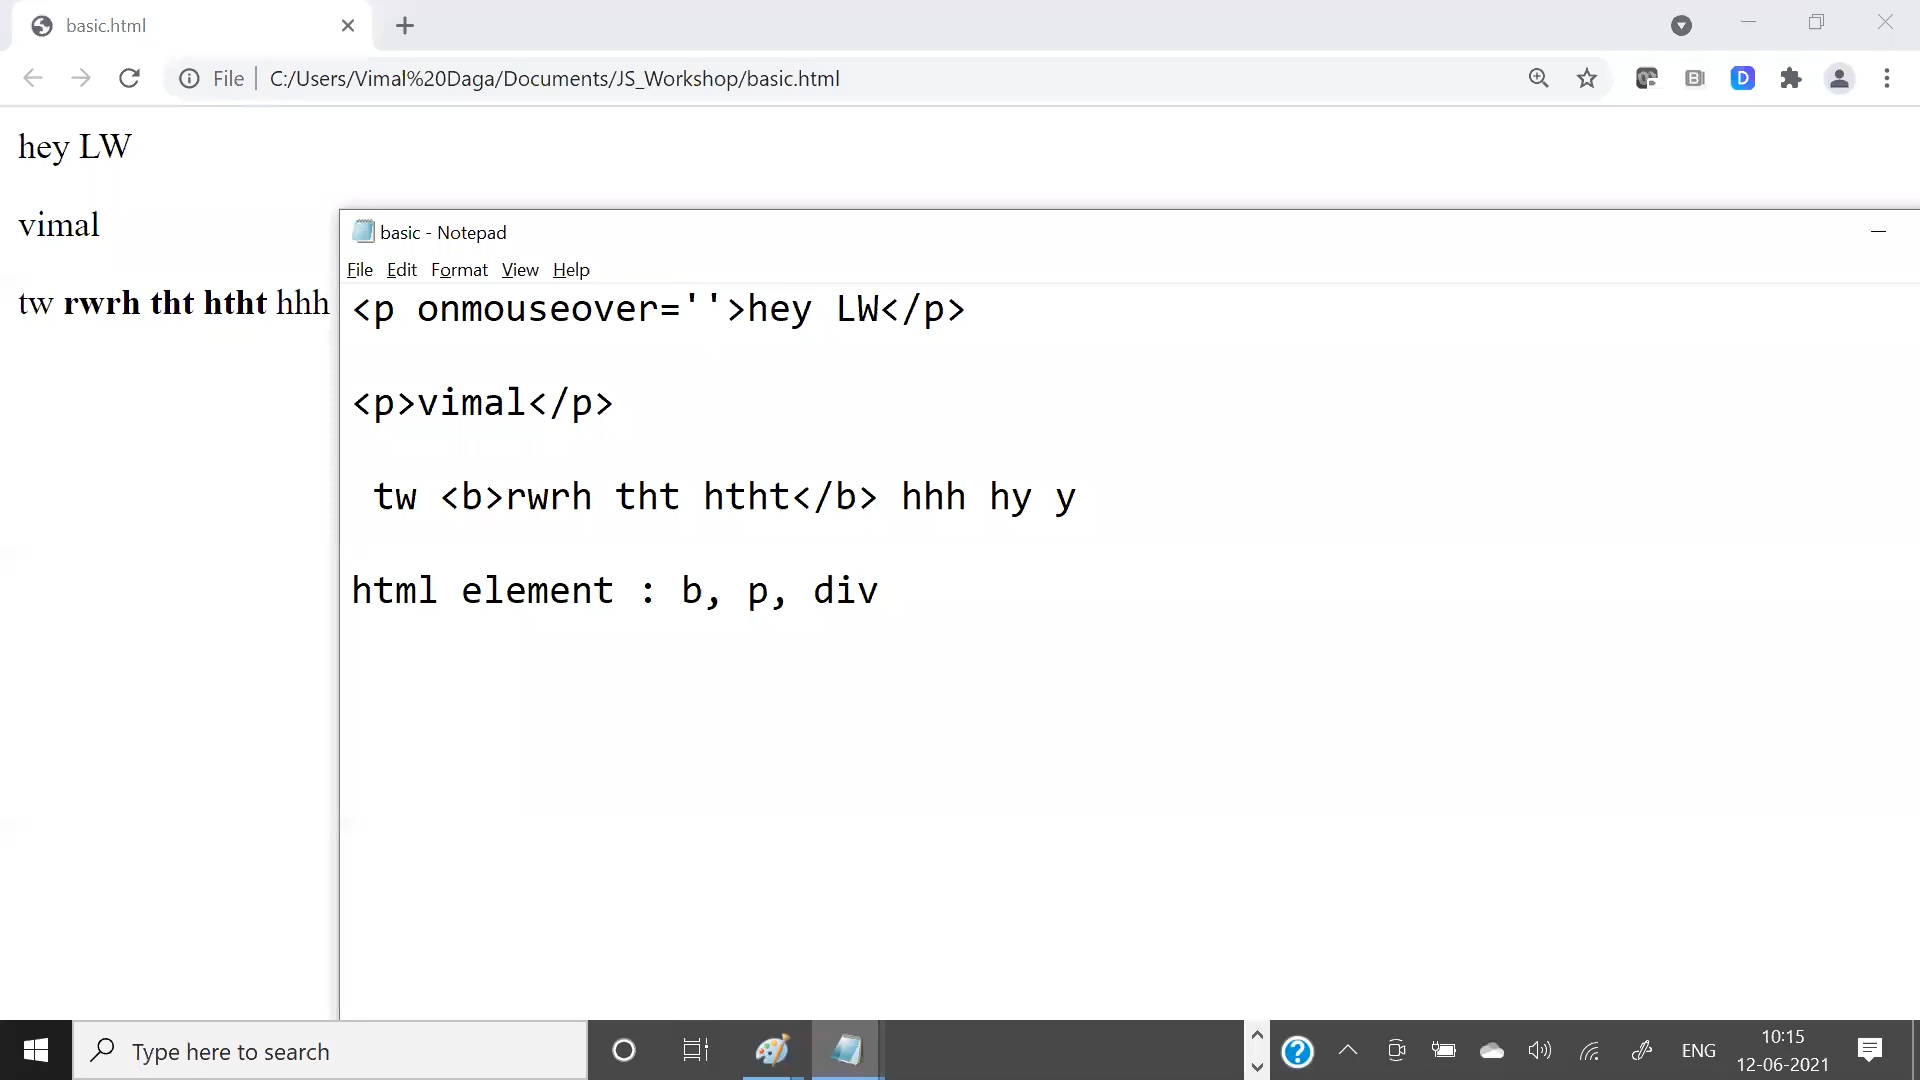 basic.html
File
C:/Users/Vimal%20Daga/Documents/JS_Workshop/basic.html
hey LW
vimal
tw rwrh tht htht hhh
basic - Notepad
File Edit Format View Help
<p onmouseover=''>hey LW</p>
<p>vimal</p>
tw <b>rwrh tht htht</b> hhh hy y
html element : b, p, div
Type here to search
ENG
10:15
12-06-2021